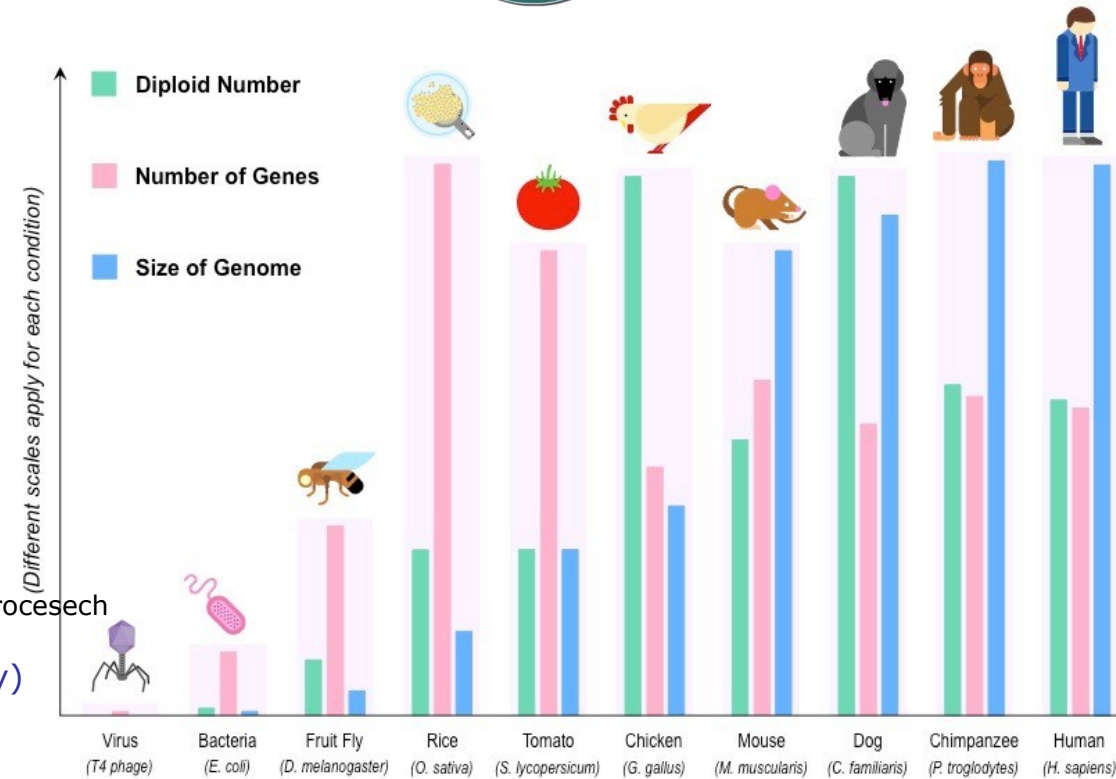 Diploid Number
Number of Genes
Size of Genome
(Different scales apply for each condition)
rocesech
y)
Virus
(T4 phage)
Bacteria
(E. coli)
Fruit Fly
(D. melanogaster)
Rice
(O. sativa)
Tomato
(S. lycopersicum)
Chicken
(G. gallus)
Mouse
(M. muscularis)
Dog
(C. familiaris)
Chimpanzee
(P. troglodytes)
Human
(H. sapiens)